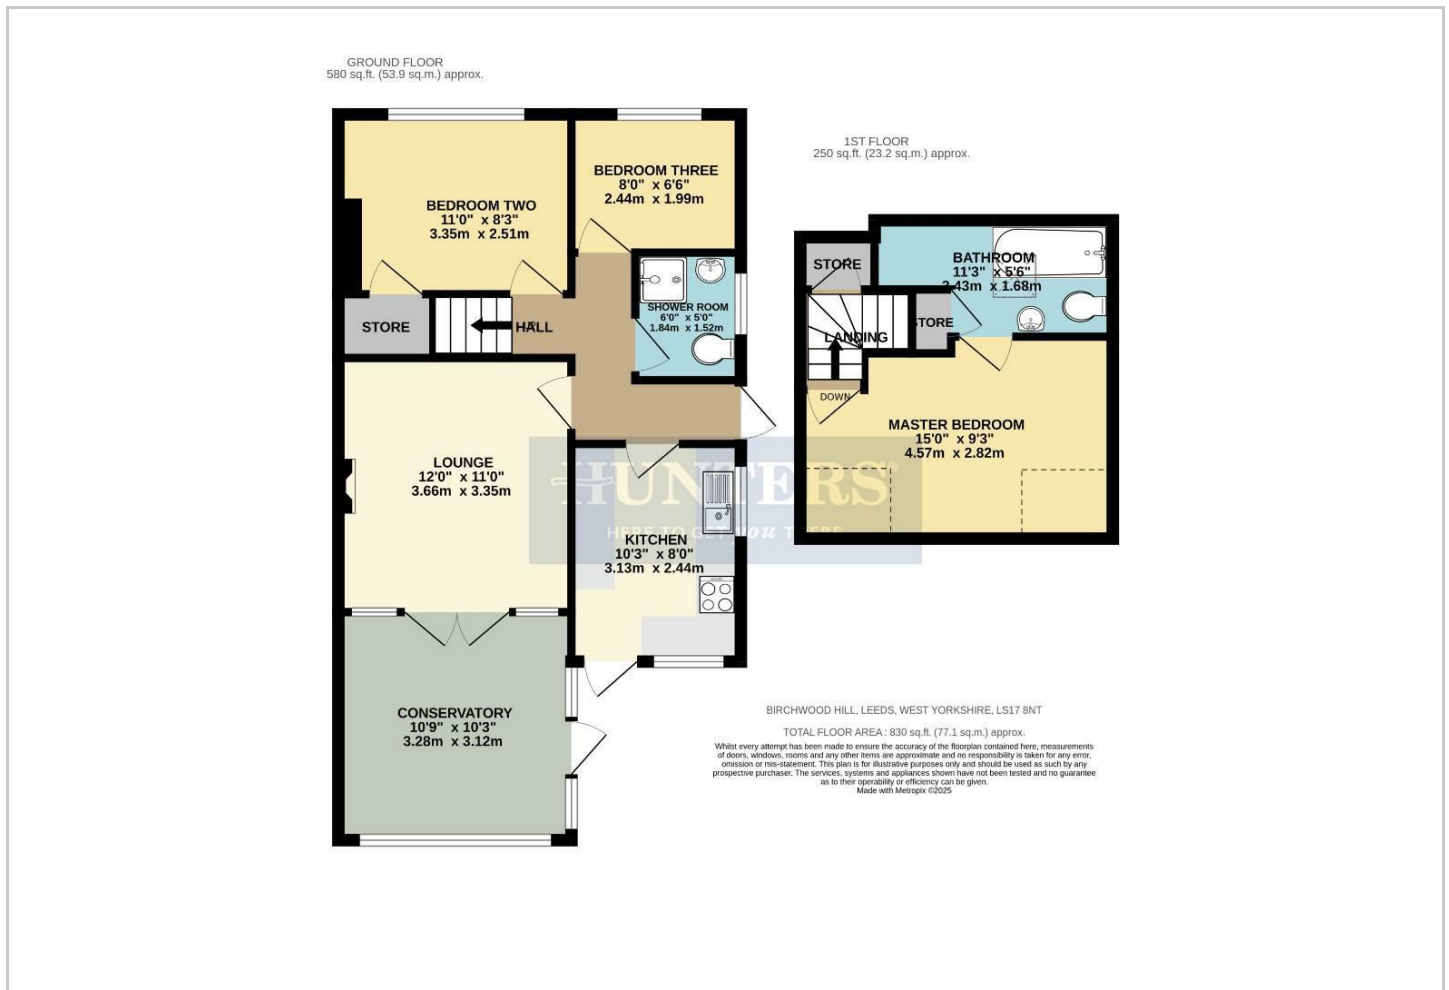 GROUND FLOOR
580 sq.ft. (53.9 sq.m.) approx.
1ST FLOOR
250 sq.ft. (23.2 sq.m.) approx.
BEDROOM THREE
8'0" x 6'6"
2.44m x 1.99m
BEDROOM TWO
11'0" x 8'3"
3.35m x 2.51m
STORE
BATHROOM
11'3" x 5'6"
3.43m x 1.68m
SHOWER ROOM
6'0" x 5'0"
1.84m x 1.52m
STORE
HALL
STORE
LANDING
DOWN
MASTER BEDROOM
15'0" x 9'3"
4.57m x 2.82m
LOUNGE
12'0" x 11'0"
3.66m x 3.35m
HUNTERS®
HERE TO GET you THERE
KITCHEN
10'3" x 8'0"
3.13m x 2.44m
CONSERVATORY
10'9" x 10'3"
3.28m x 3.12m
BIRCHWOOD HILL, LEEDS, WEST YORKSHIRE, LS17 8NT
TOTAL FLOOR AREA : 830 sq.ft. (77.1 sq.m.) approx.
Whilst every attempt has been made to ensure the accuracy of the floorplan contained here, measurements
of doors, windows, rooms and any other items are approximate and no responsibility is taken for any error,
omission or mis-statement. This plan is for illustrative purposes only and should be used as such by any
prospective purchaser. The services, systems and appliances shown have not been tested and no guarantee
as to their operability or efficiency can be given.
Made with Metropix ©2025